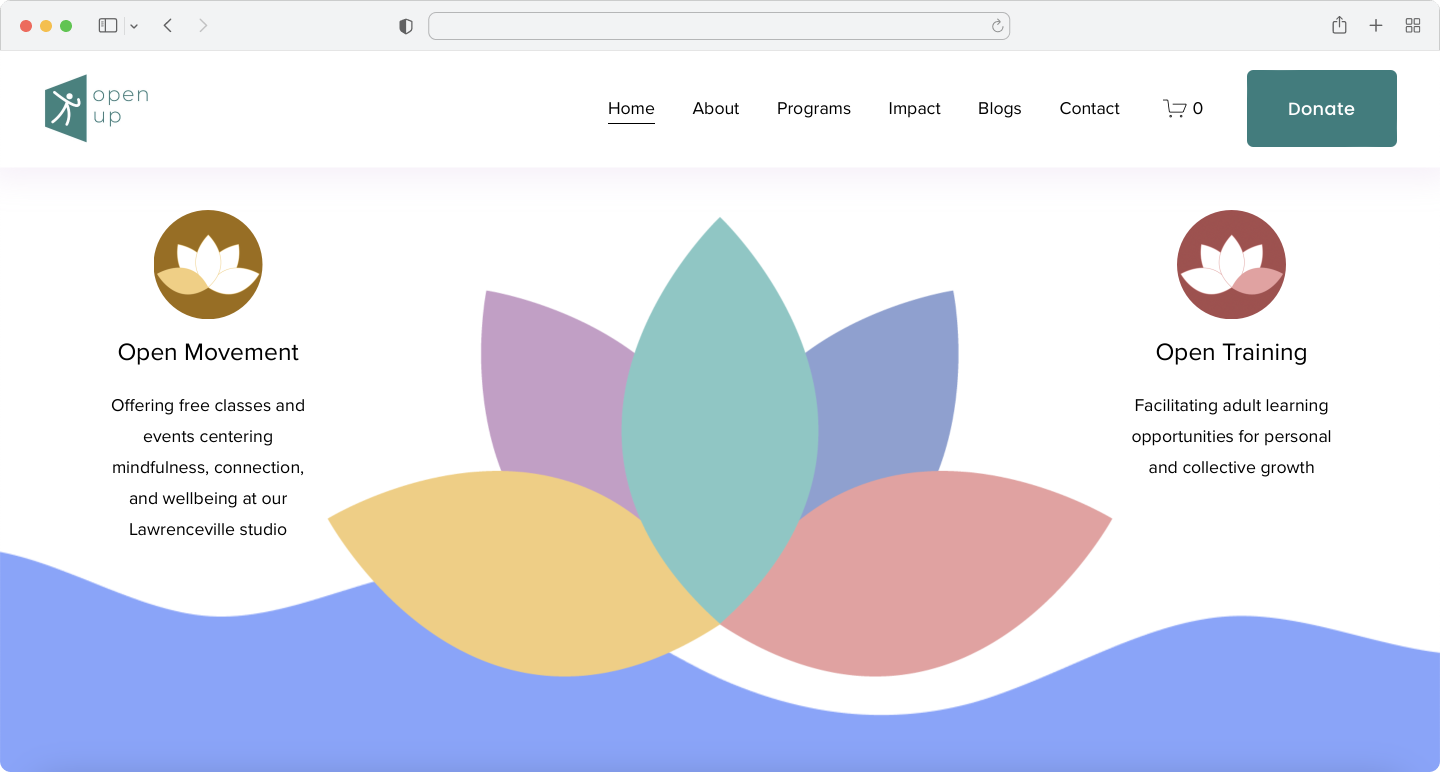 open
up
Home About Programs Impact Blogs Contact 0 Donate
Open Movement
Offering free classes and
events centering
mindfulness, connection,
and wellbeing at our
Lawrenceville studio
Open Training
Facilitating adult learning
opportunities for personal
and collective growth